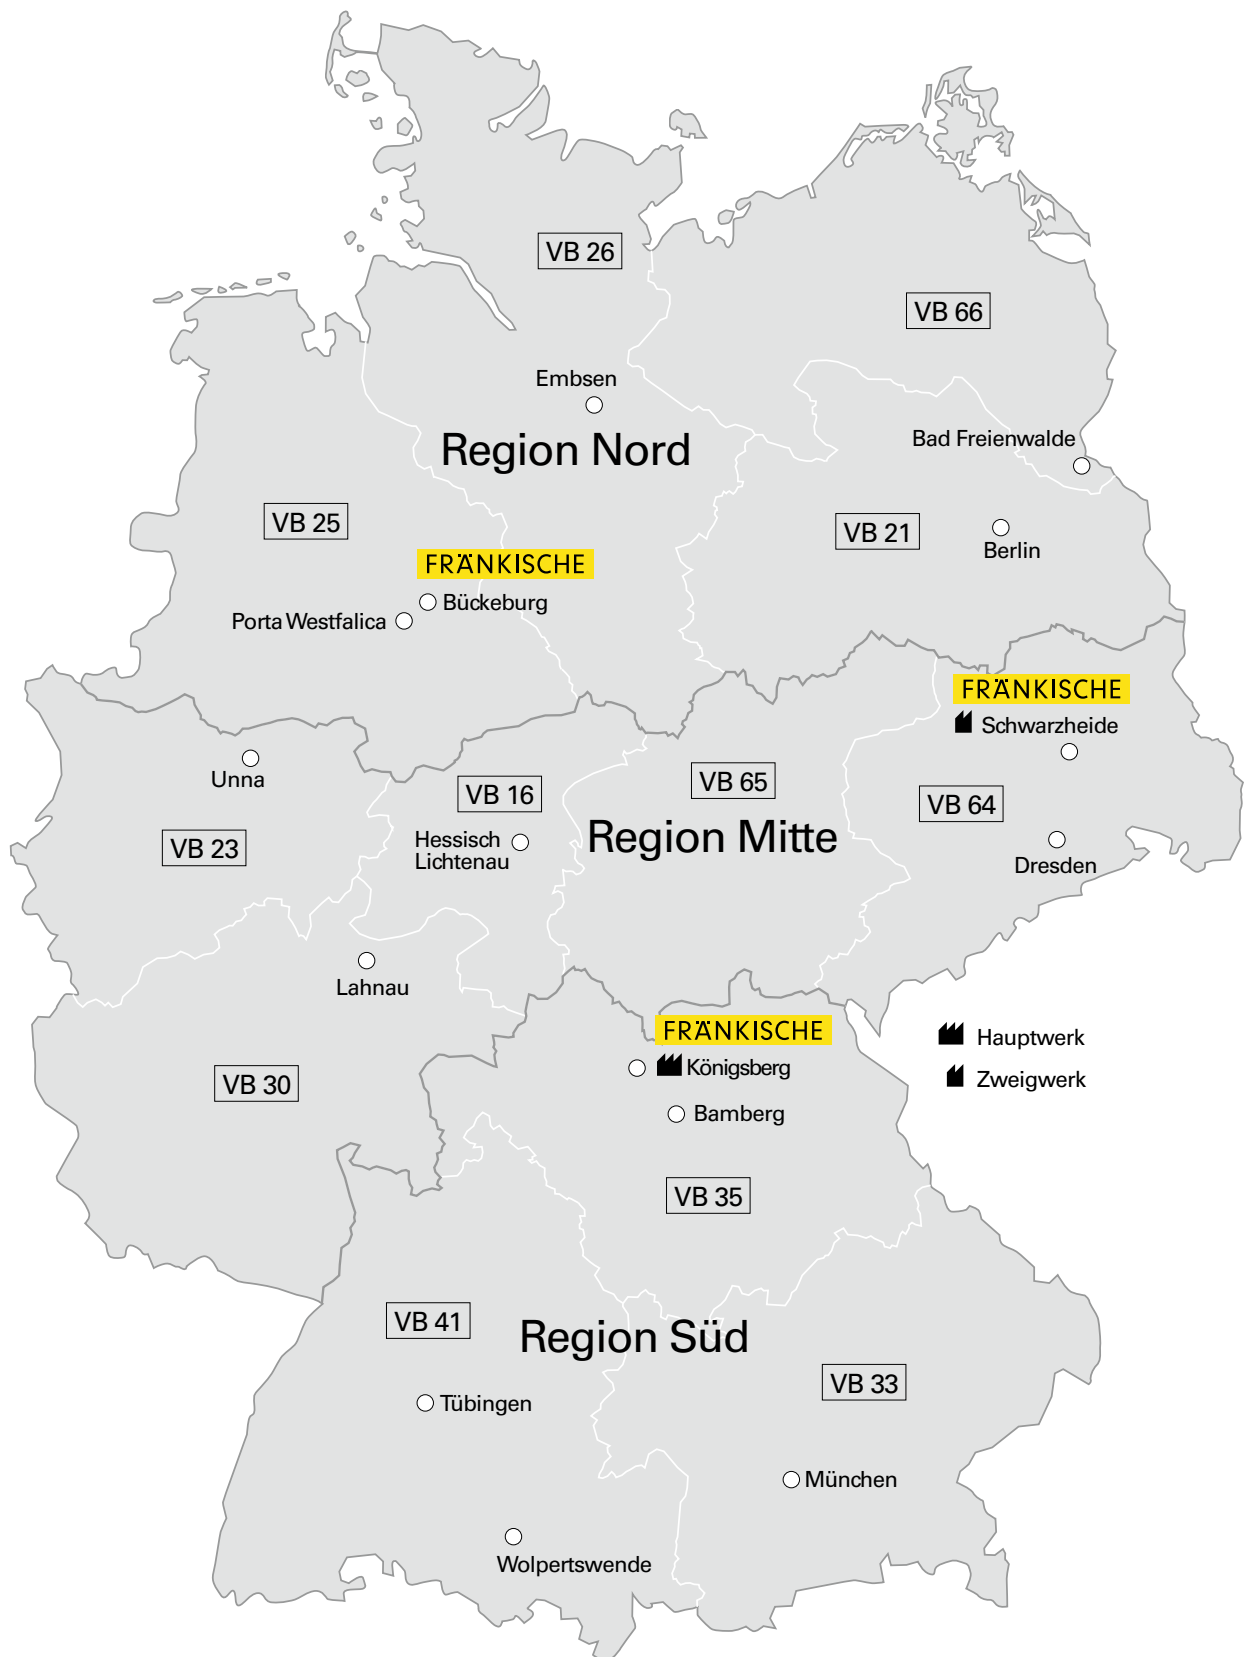 VB 26
VB 66
Embsen
Region Nord
Bad Freienwalde
VB 25
VB 21
Berlin
FRÄNKISCHE
Bückeburg
Porta Westfalica
FRÄNKISCHE
Schwarzheide
Unna
VB 16
VB 65
VB 64
VB 23
Hessisch
Lichtenau
Region Mitte
Dresden
Lahnau
FRÄNKISCHE
Hauptwerk
Königsberg
Zweigwerk
VB 30
Bamberg
VB 35
VB 41
Region Süd
VB 33
Tübingen
München
Wolpertswende